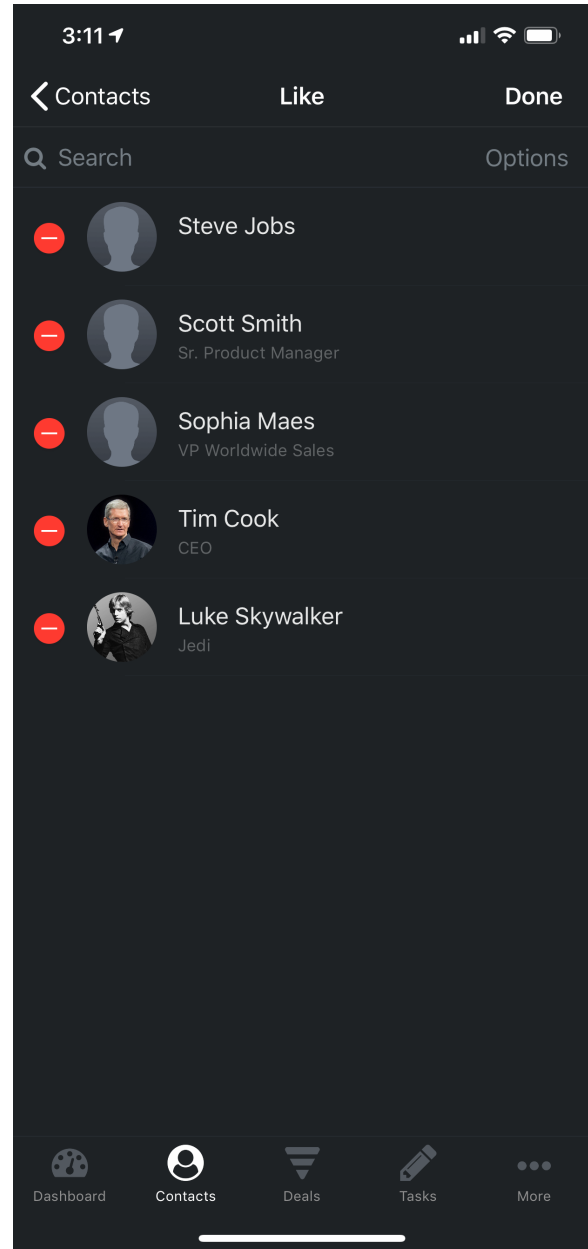 3:11
Contacts Like Done
Search Options
Steve Jobs
Scott Smith
Sr. Product Manager
Sophia Maes
VP Worldwide Sales
Tim Cook
CEO
Luke Skywalker
Jedi
Dashboard Contacts Deals Tasks More